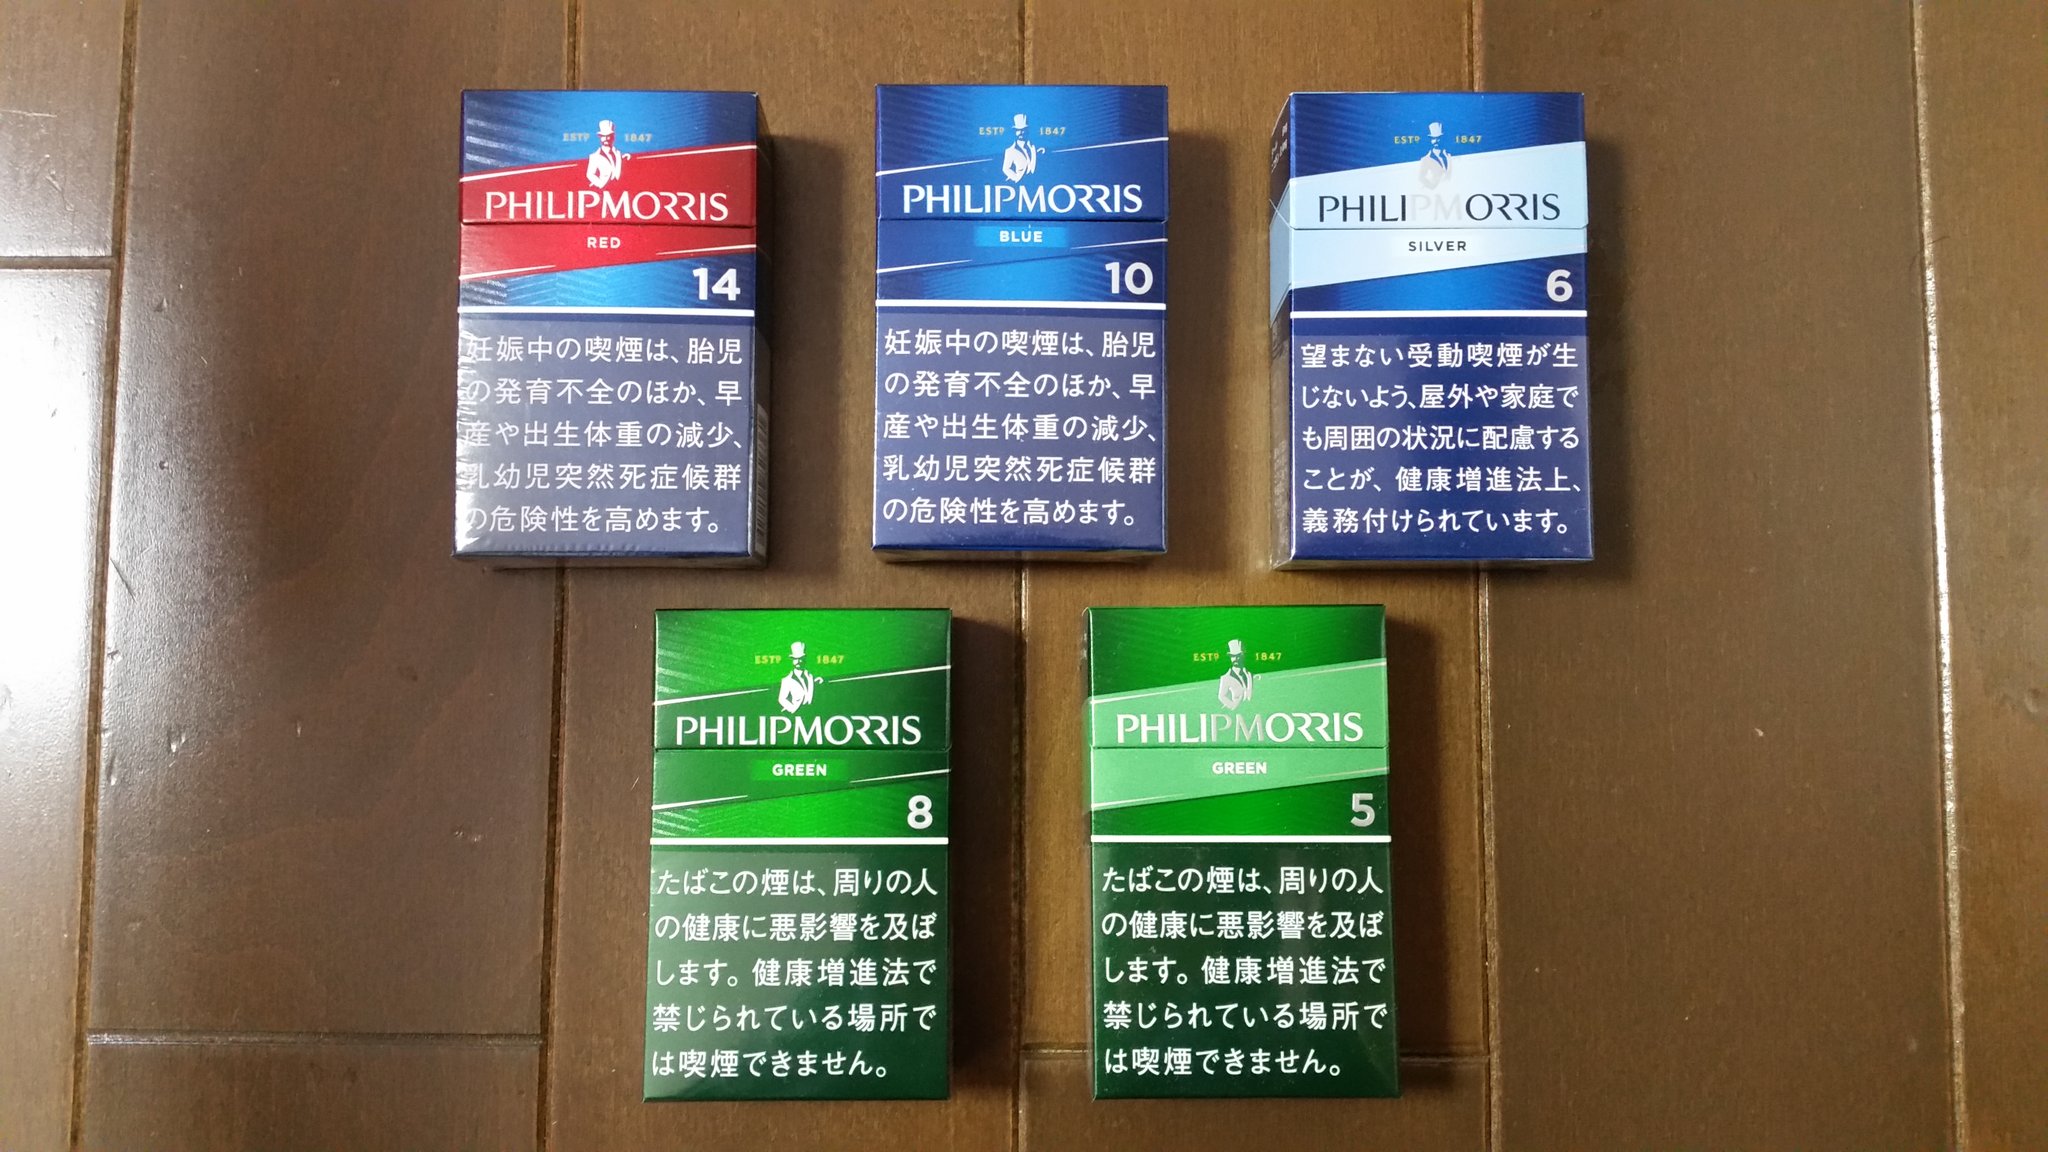 ESTD 1847
PHILIPMORRIS
RED
14
妊娠中の喫煙は、胎児
の発育不全のほか、早
産や出生体重の減少、
乳幼児突然死症候群
の危険性を高めます。
ESTD 1847
PHILIPMORRIS
BLUE
10
妊娠中の喫煙は、胎児
の発育不全のほか、早
産や出生体重の減少、
乳幼児突然死症候群
の危険性を高めます。
ESTD 1847
PHILIPMORRIS
SILVER
6
望まない受動喫煙が生
じないよう、屋外や家庭で
も周囲の状況に配慮する
ことが、健康増進法上、
義務付けられています。
ESTD 1847
PHILIPMORRIS
GREEN
8
たばこの煙は、周りの人
の健康に悪影響を及ぼ
します。健康増進法で
禁じられている場所で
は喫煙できません。
ESTD 1847
PHILIPMORRIS
GREEN
5
たばこの煙は、周りの人
の健康に悪影響を及ぼ
します。健康増進法で
禁じられている場所で
は喫煙できません。